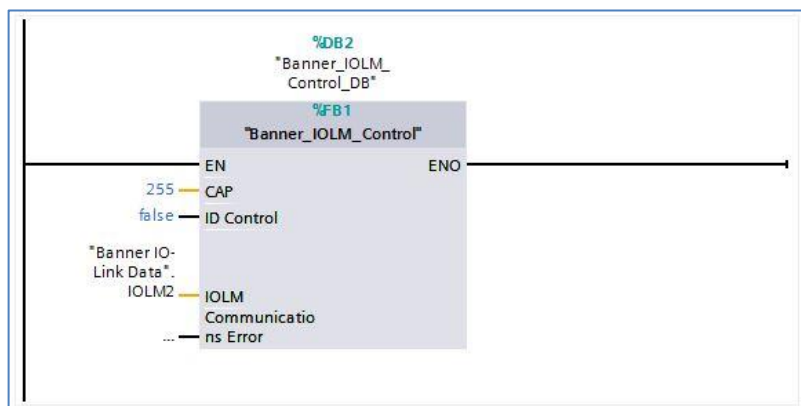 %DB2
"Banner_IOLM_
Control_DB"
%FB1
"Banner_IOLM_Control"
EN
ENO
255
CAP
false
ID Control
"Banner IO-
Link Data".
IOLM2
IOLM
Communicatio
... ns Error